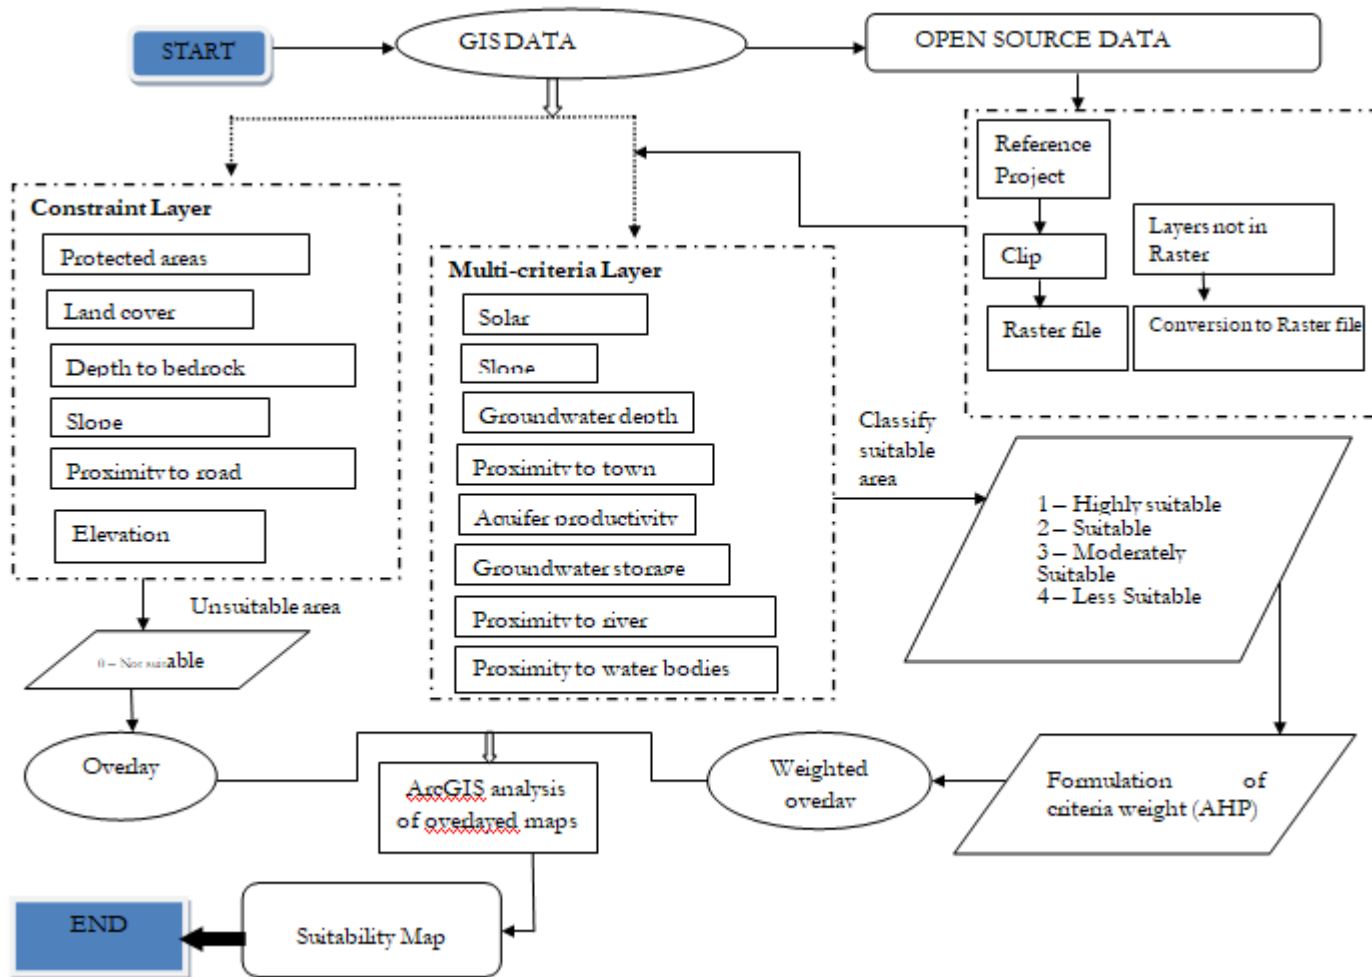 START
GIS DATA
OPEN SOURCE DATA
Reference
Project
Clip
Raster file
Layers not in
Raster
Conversion to Raster file
Constraint Layer
Protected areas
Land cover
Depth to bedrock
Slope
Proximity to road
Elevation
Multi-criteria Layer
Solar
Slope
Groundwater depth
Proximity to town
Aquifer productivity
Groundwater storage
Proximity to river
Proximity to water bodies
Classify
suitable
area
1 – Highly suitable
2 – Suitable
3 – Moderately
Suitable
4 – Less Suitable
Unsuitable area
0 – Not suitable
Overlay
ArcGIS analysis
of overlayed maps
Weighted
overlay
Formulation of
criteria weight (AHP)
Suitability Map
END